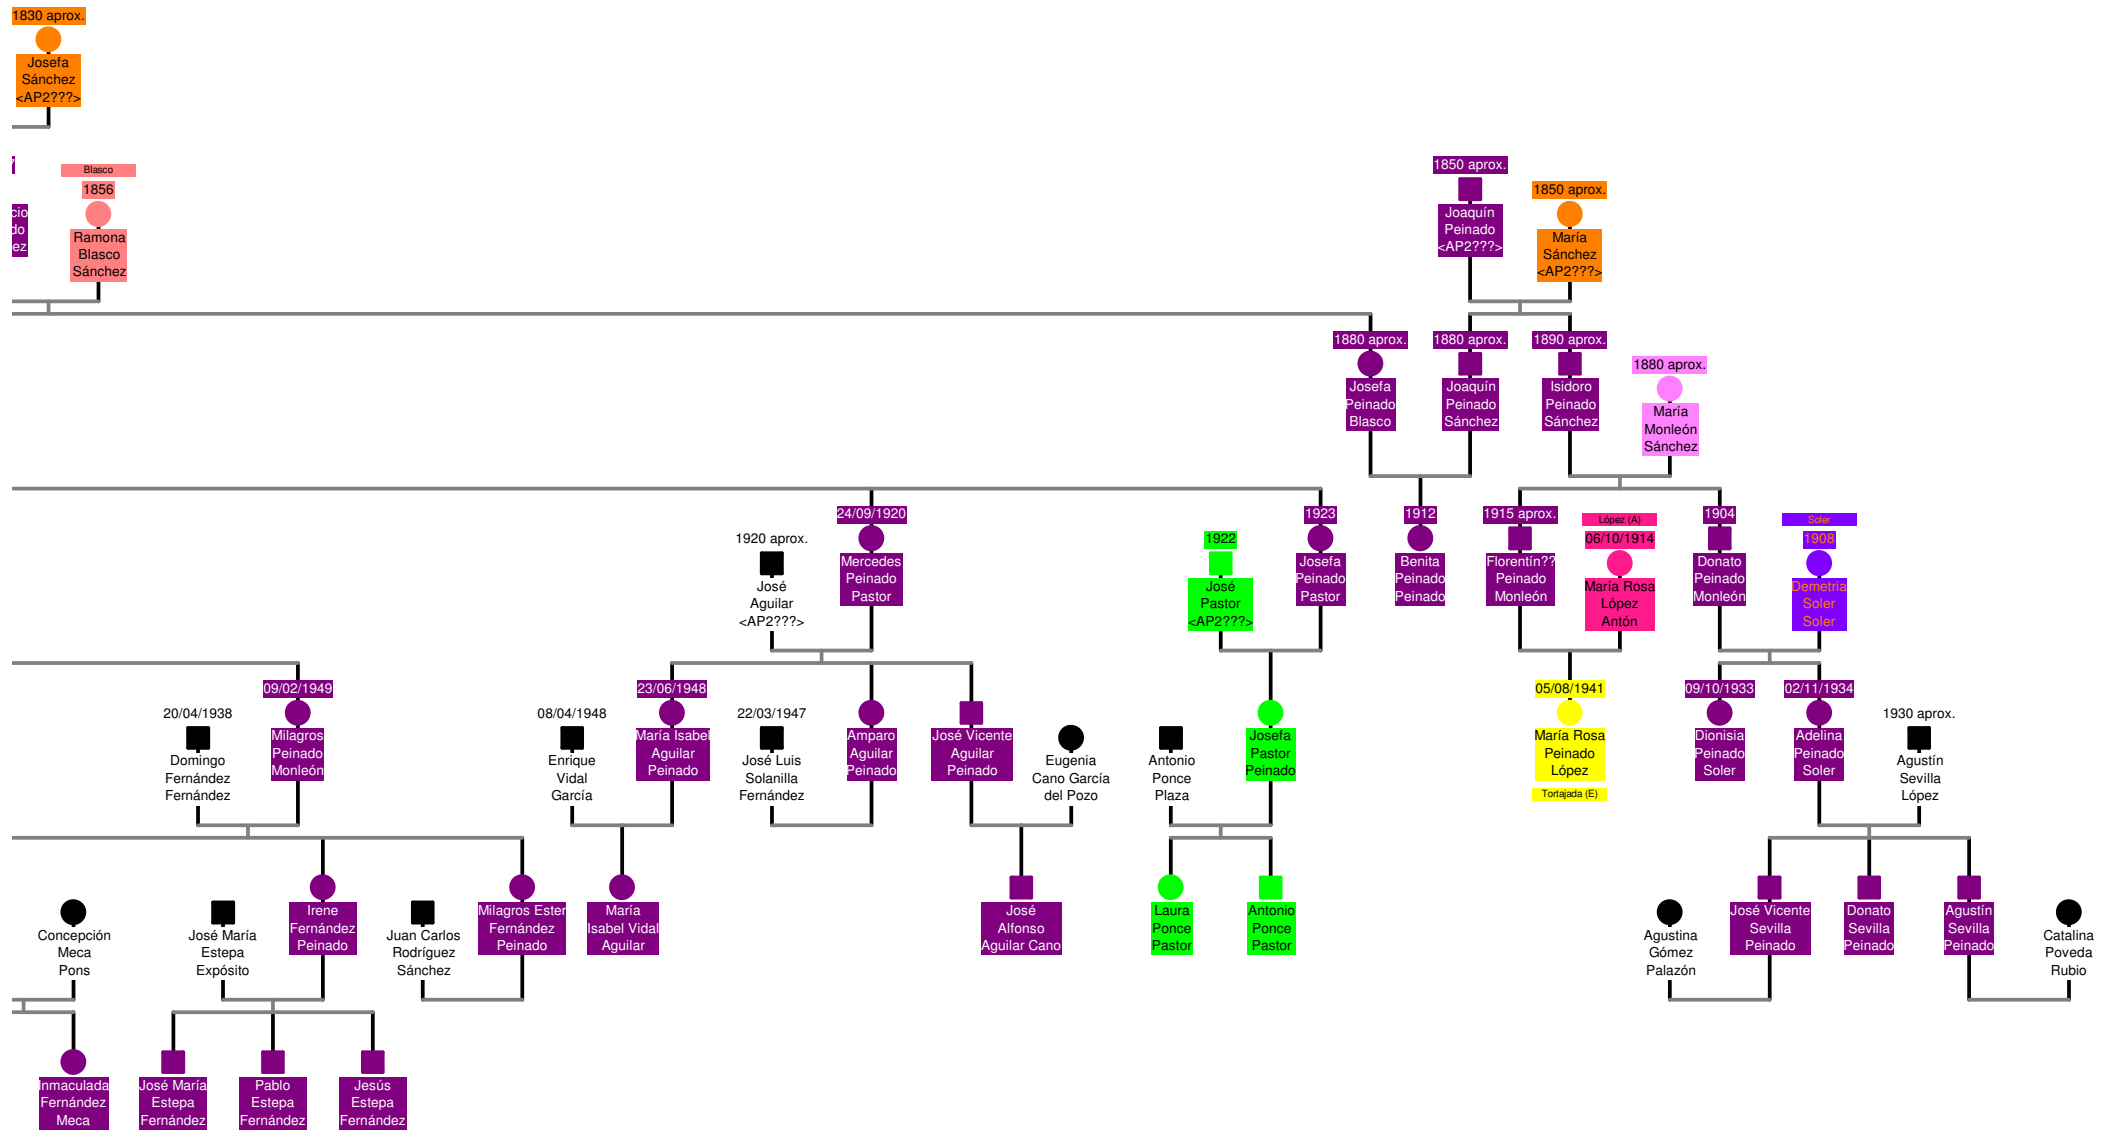 1830 aprox.
Josefa
Sánchez
<AP2???>
Blasco
1856
cio
do
ez
Ramona
Blasco
Sánchez
1850 aprox.
Joaquín
Peinado
<AP2???>
1850 aprox.
María
Sánchez
<AP2???>
1880 aprox.
Josefa
Peinado
Blasco
1880 aprox.
Joaquín
Peinado
Sánchez
1890 aprox.
Isidoro
Peinado
Sánchez
1880 aprox.
María
Monleón
Sánchez
1920 aprox.
José
Aguilar
<AP2???>
24/09/1920
Mercedes
Peinado
Pastor
1922
José
Pastor
<AP2???>
1923
Josefa
Peinado
Pastor
1912
Benita
Peinado
Peinado
1915 aprox.
Florentín??
Peinado
Monleón
López (A)
06/10/1914
María Rosa
López
Antón
1904
Donato
Peinado
Monleón
Soler
1908
Demetria
Soler
Soler
20/04/1938
Domingo
Fernández
Fernández
09/02/1949
Milagros
Peinado
Monleón
08/04/1948
Enrique
Vidal
García
23/06/1948
María Isabel
Aguilar
Peinado
22/03/1947
José Luis
Solanilla
Fernández
Amparo
Aguilar
Peinado
José Vicente
Aguilar
Peinado
Eugenia
Cano García
del Pozo
Antonio
Ponce
Plaza
Josefa
Pastor
Peinado
05/08/1941
María Rosa
Peinado
López
Tortajada (E)
09/10/1933
Dionisia
Peinado
Soler
02/11/1934
Adelina
Peinado
Soler
1930 aprox.
Agustín
Sevilla
López
Concepción
Meca
Pons
José María
Estepa
Expósito
Irene
Fernández
Peinado
Juan Carlos
Rodríguez
Sánchez
Milagros Ester
Fernández
Peinado
María
Isabel Vidal
Aguilar
José
Alfonso
Aguilar Cano
Laura
Ponce
Pastor
Antonio
Ponce
Pastor
Agustina
Gómez
Palazón
José Vicente
Sevilla
Peinado
Donato
Sevilla
Peinado
Agustín
Sevilla
Peinado
Catalina
Poveda
Rubio
Inmaculada
Fernández
Meca
José María
Estepa
Fernández
Pablo
Estepa
Fernández
Jesús
Estepa
Fernández